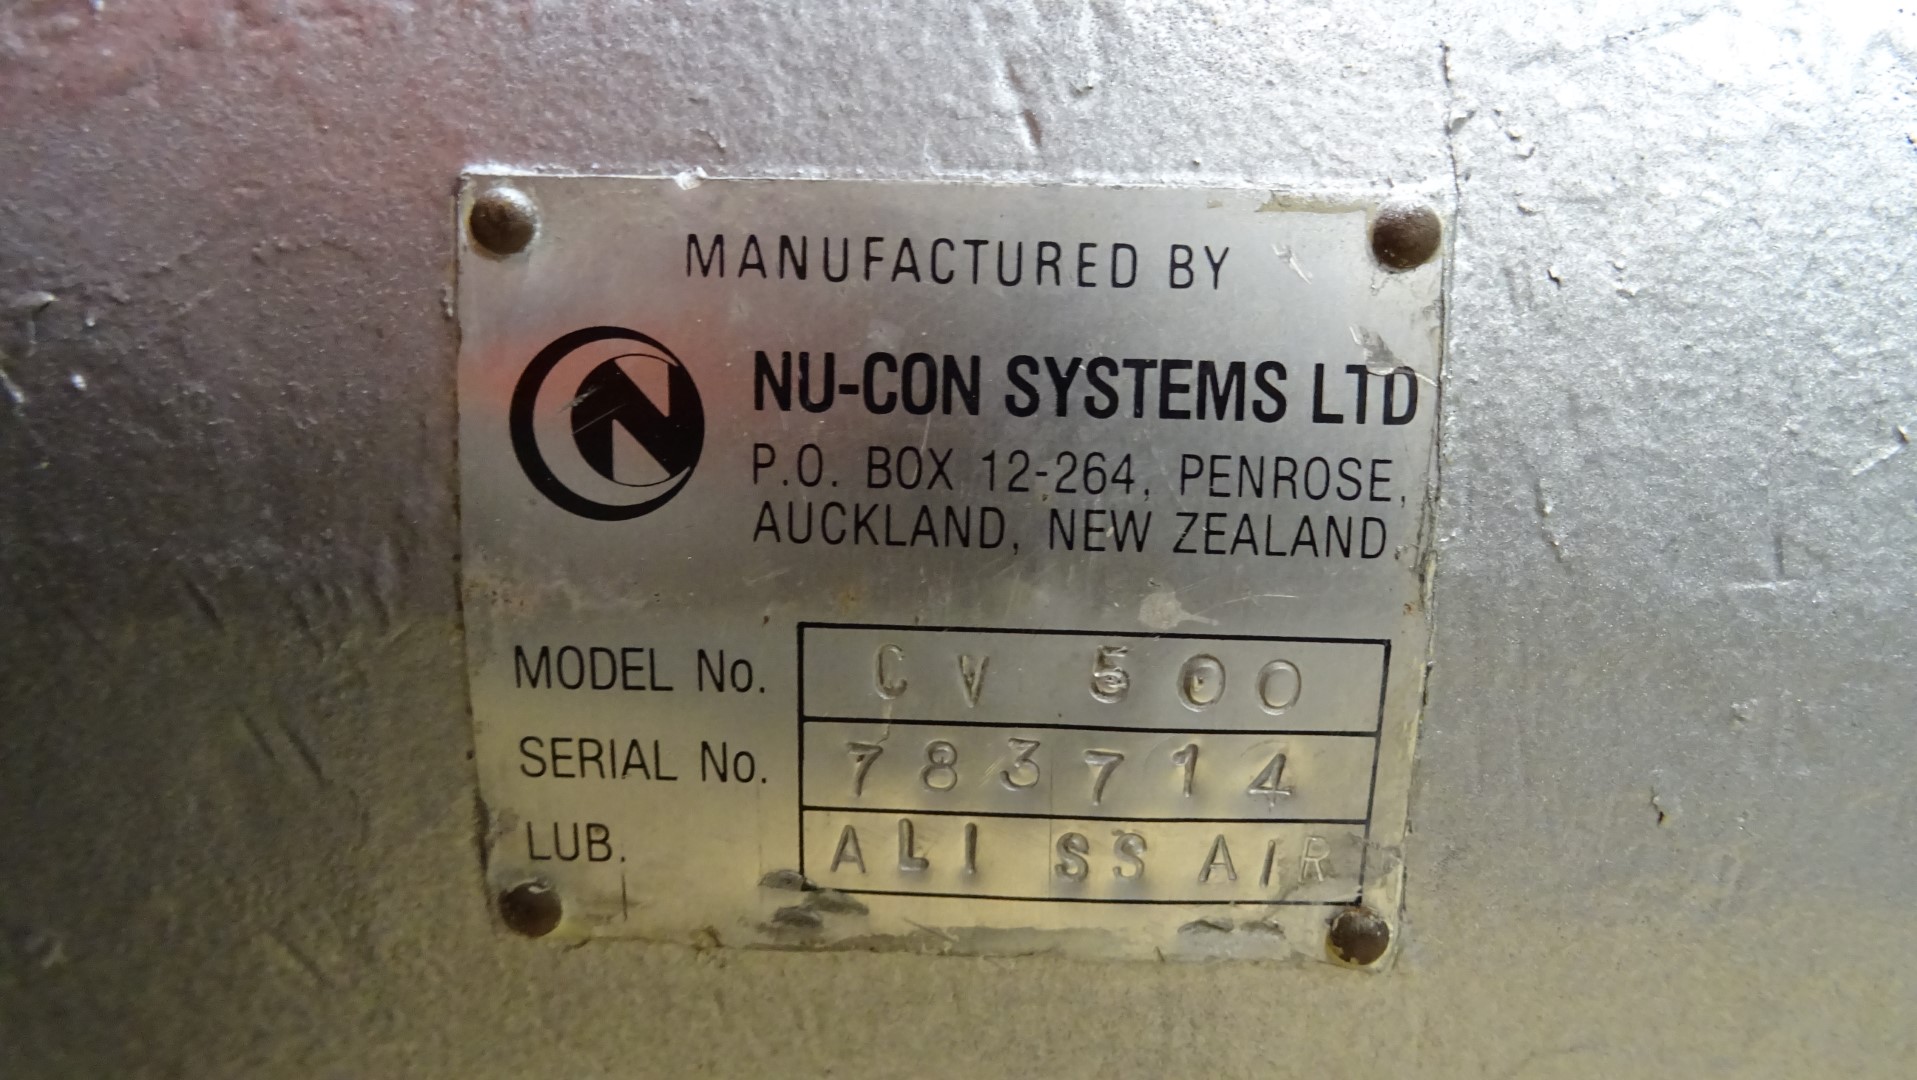 MANUFACTURED BY
NU-CON SYSTEMS LTD
P.O. BOX 12-264, PENROSE,
AUCKLAND, NEW ZEALAND
MODEL No. CV 500
SERIAL No. 783714
LUB. ALI SS AIR